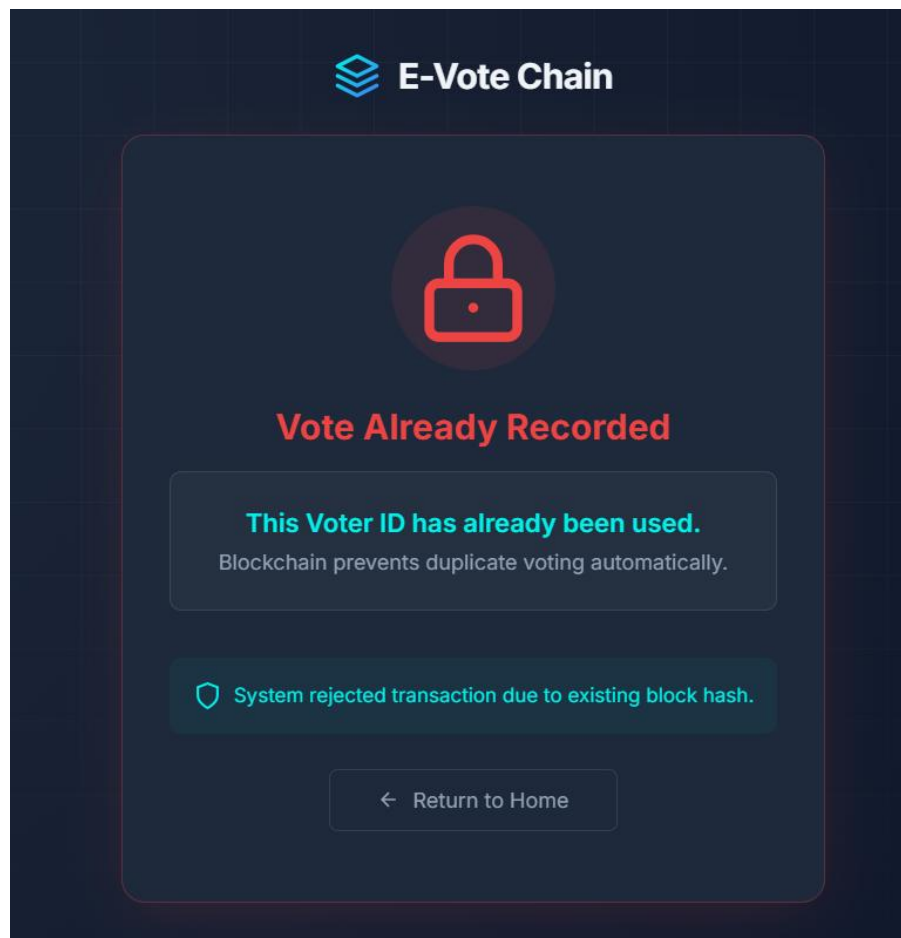 E-Vote Chain
Vote Already Recorded
This Voter ID has already been used.
Blockchain prevents duplicate voting automatically.
System rejected transaction due to existing block hash.
← Return to Home